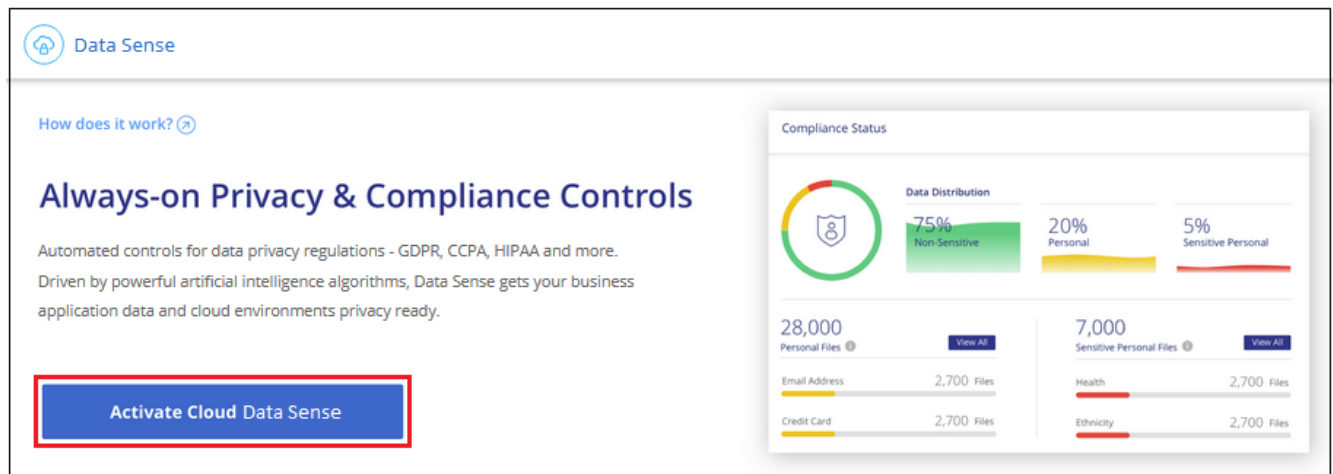 Data Sense
How does it work?
Always-on Privacy & Compliance Controls
Automated controls for data privacy regulations - GDPR, CCPA, HIPAA and more.
Driven by powerful artificial intelligence algorithms, Data Sense gets your business
application data and cloud environments privacy ready.
Activate Cloud Data Sense
Compliance Status
Data Distribution
75%
Non-Sensitive
20%
Personal
5%
Sensitive Personal
28,000
Personal Files
View All
Email Address 2,700 Files
Credit Card 2,700 Files
7,000
Sensitive Personal Files
View All
Health 2,700 Files
Ethnicity 2,700 Files